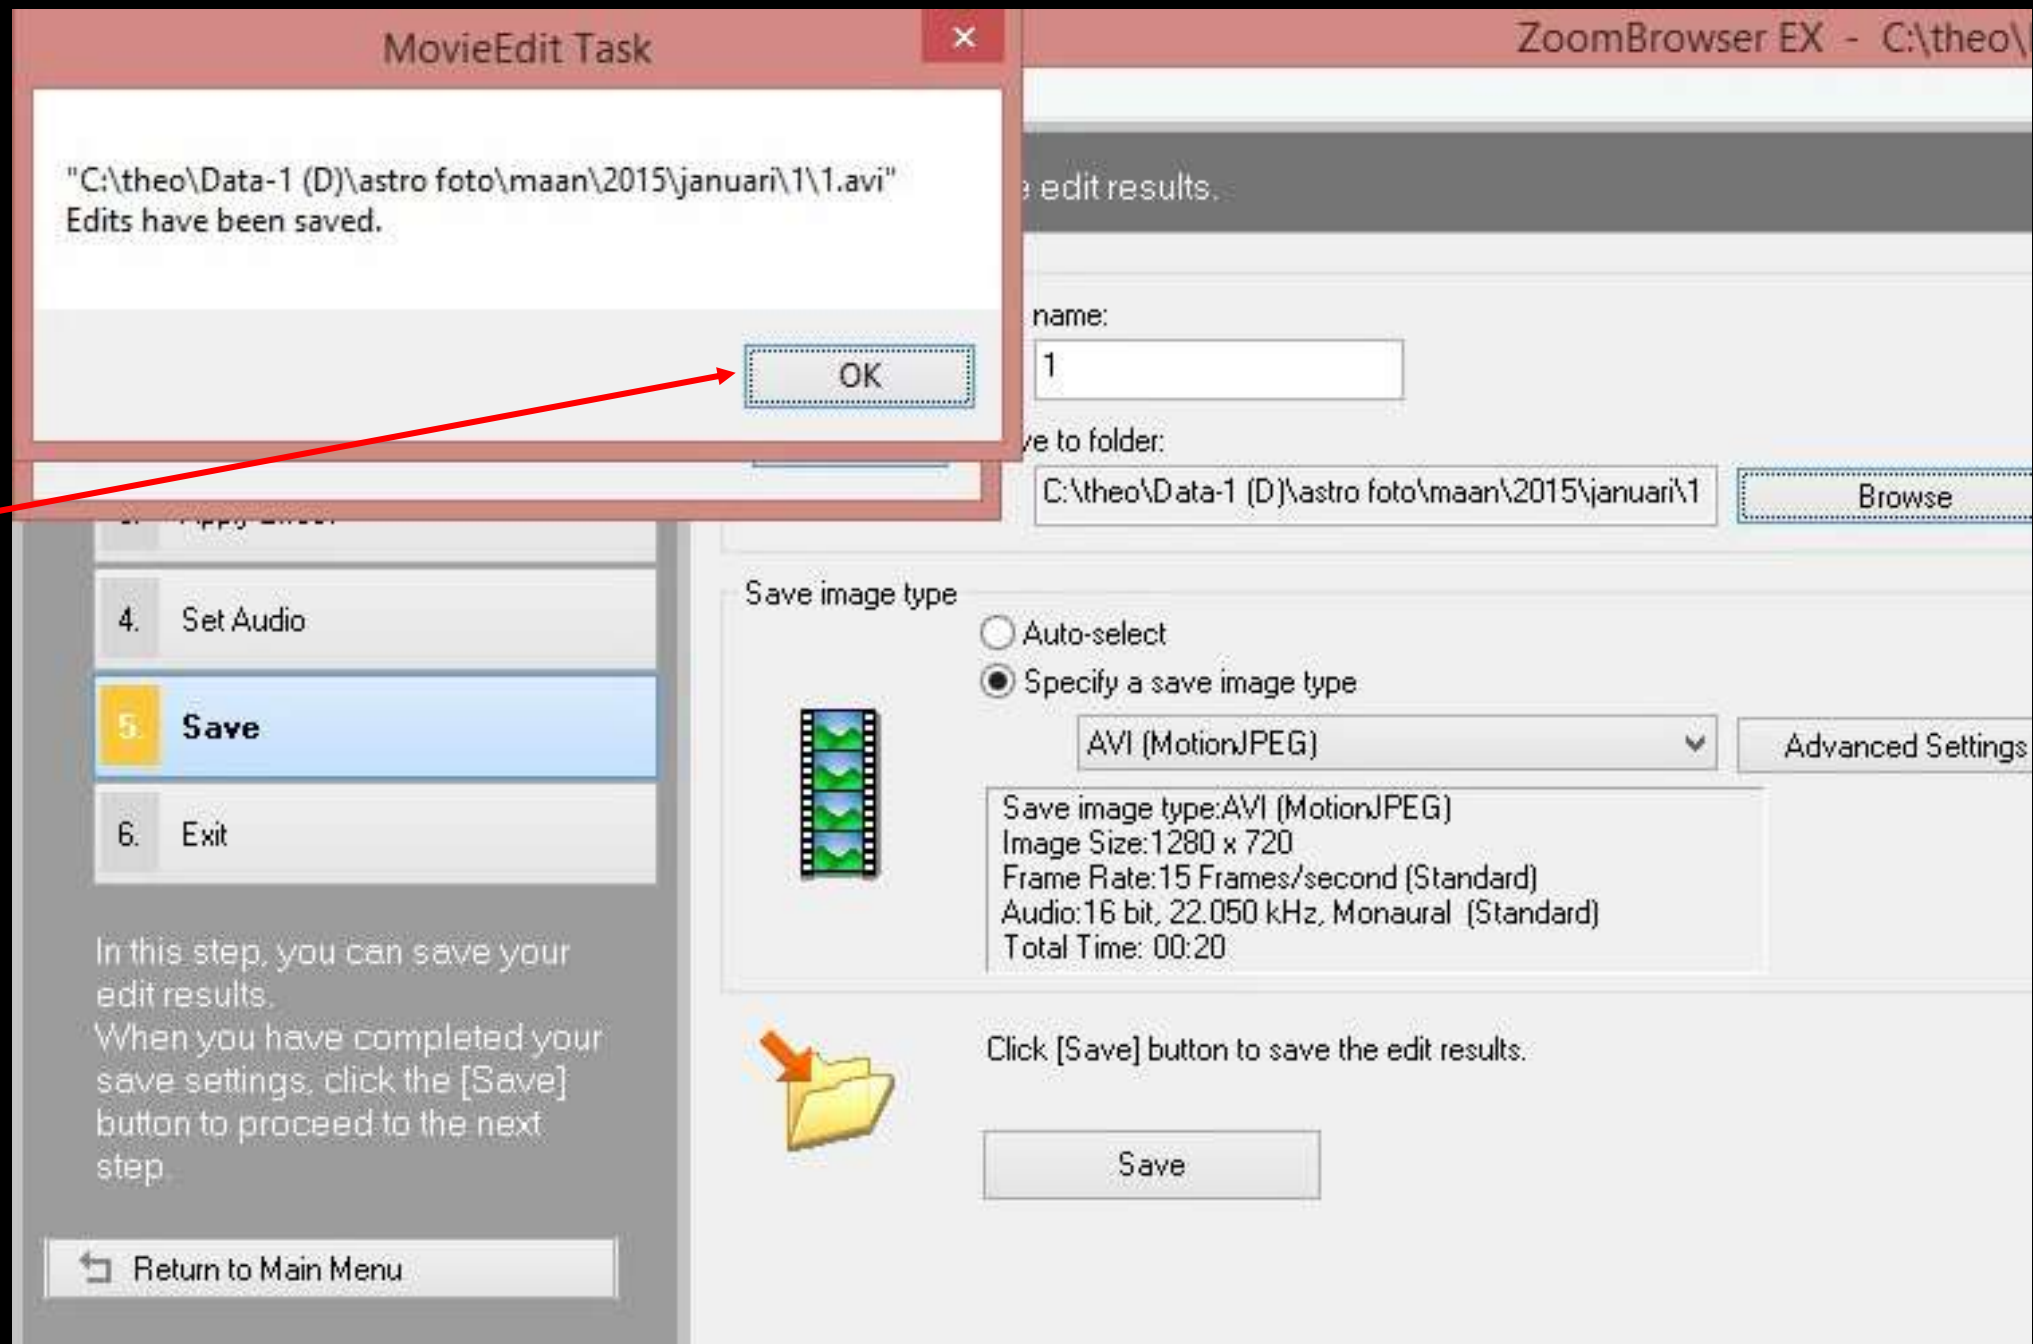 MovieEdit Task
ZoomBrowser EX - C:\theo\
"C:\theo\Data-1 (D)\astro foto\maan\2015\januari\1\1.avi"
Edits have been saved.
OK
edit results.
name:
1
to folder:
C:\theo\Data-1 (D)\astro foto\maan\2015\januari\1
Browse
4. Set Audio
5. Save
6. Exit
In this step, you can save your
edit results.
When you have completed your
save settings, click the [Save]
button to proceed to the next
step.
Return to Main Menu
Save image type
Auto-select
Specify a save image type
AVI (MotionJPEG)
Advanced Settings
Save image type:AVI (MotionJPEG)
Image Size:1280 x 720
Frame Rate:15 Frames/second (Standard)
Audio:16 bit, 22.050 kHz, Monaural (Standard)
Total Time: 00:20
Click [Save] button to save the edit results.
Save